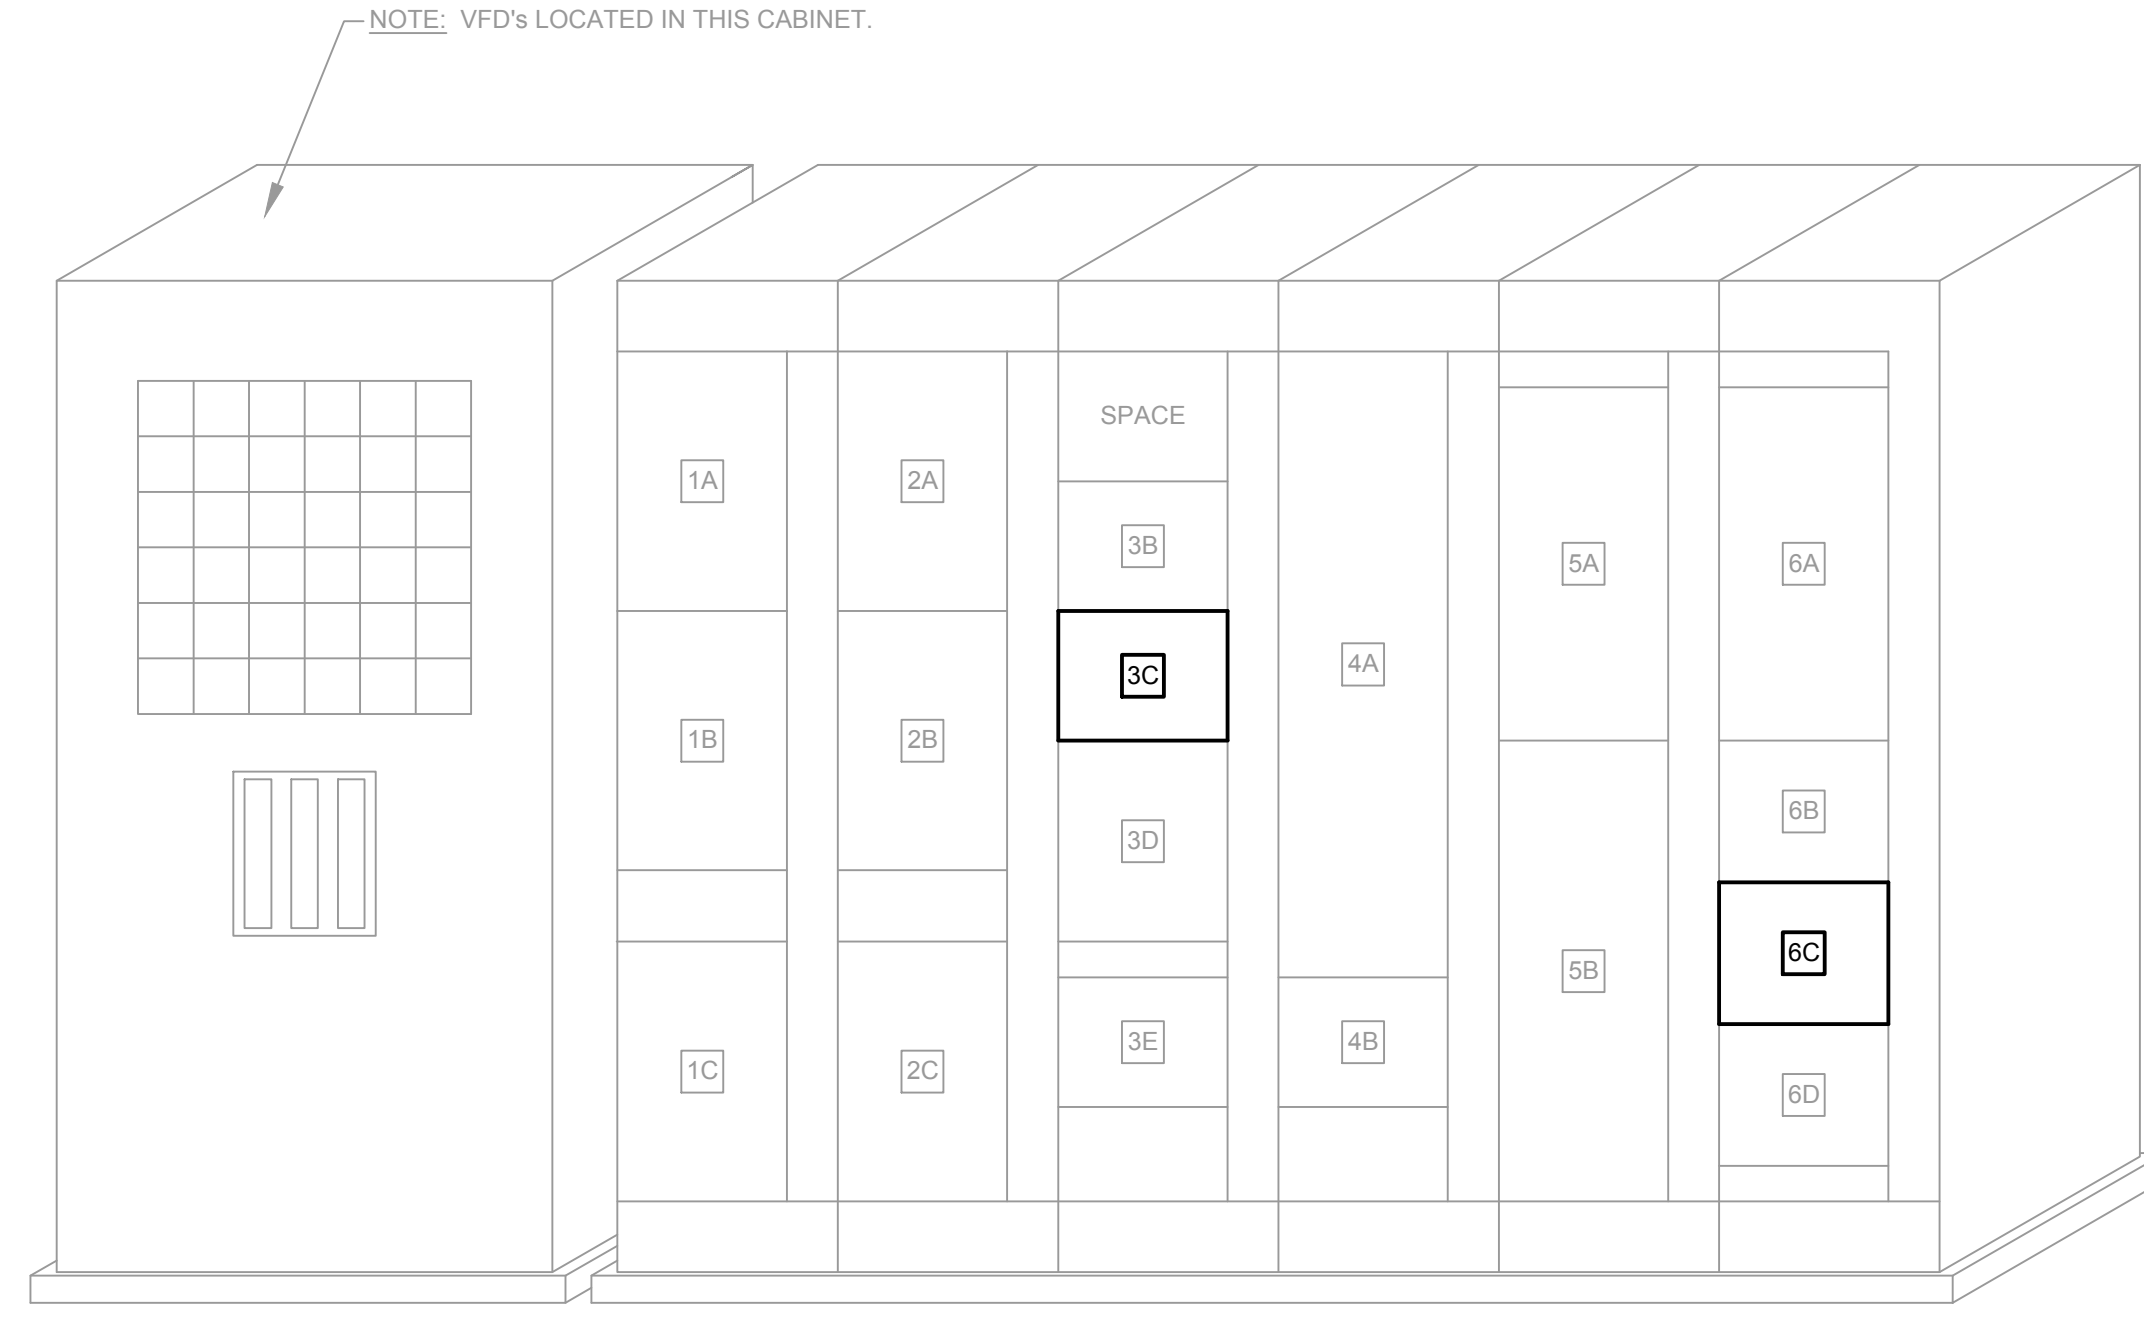 NOTE: VFD's LOCATED IN THIS CABINET.
SPACE
1A
2A
3B
5A
6A
3C
4A
1B
2B
6B
3D
6C
5B
3E
4B
1C
2C
6D